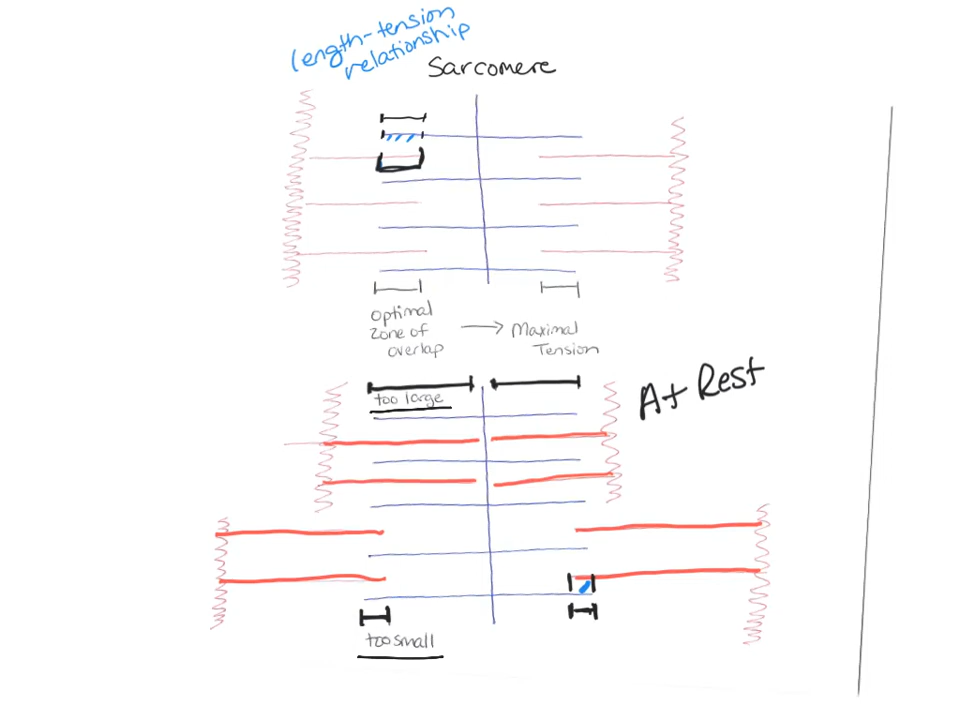 length-tension
relationship
Sarcomere
optimal
zone of
overlap
Maximal
Tension
too large
At Rest
too small